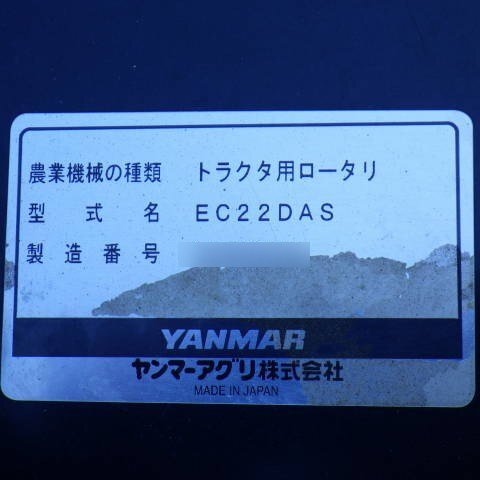 農業機械の種類 トラクタ用ロータリ
型式名 EC22DAS
製造番号
YANMAR
ヤンマーアグリ株式会社
MADE IN JAPAN